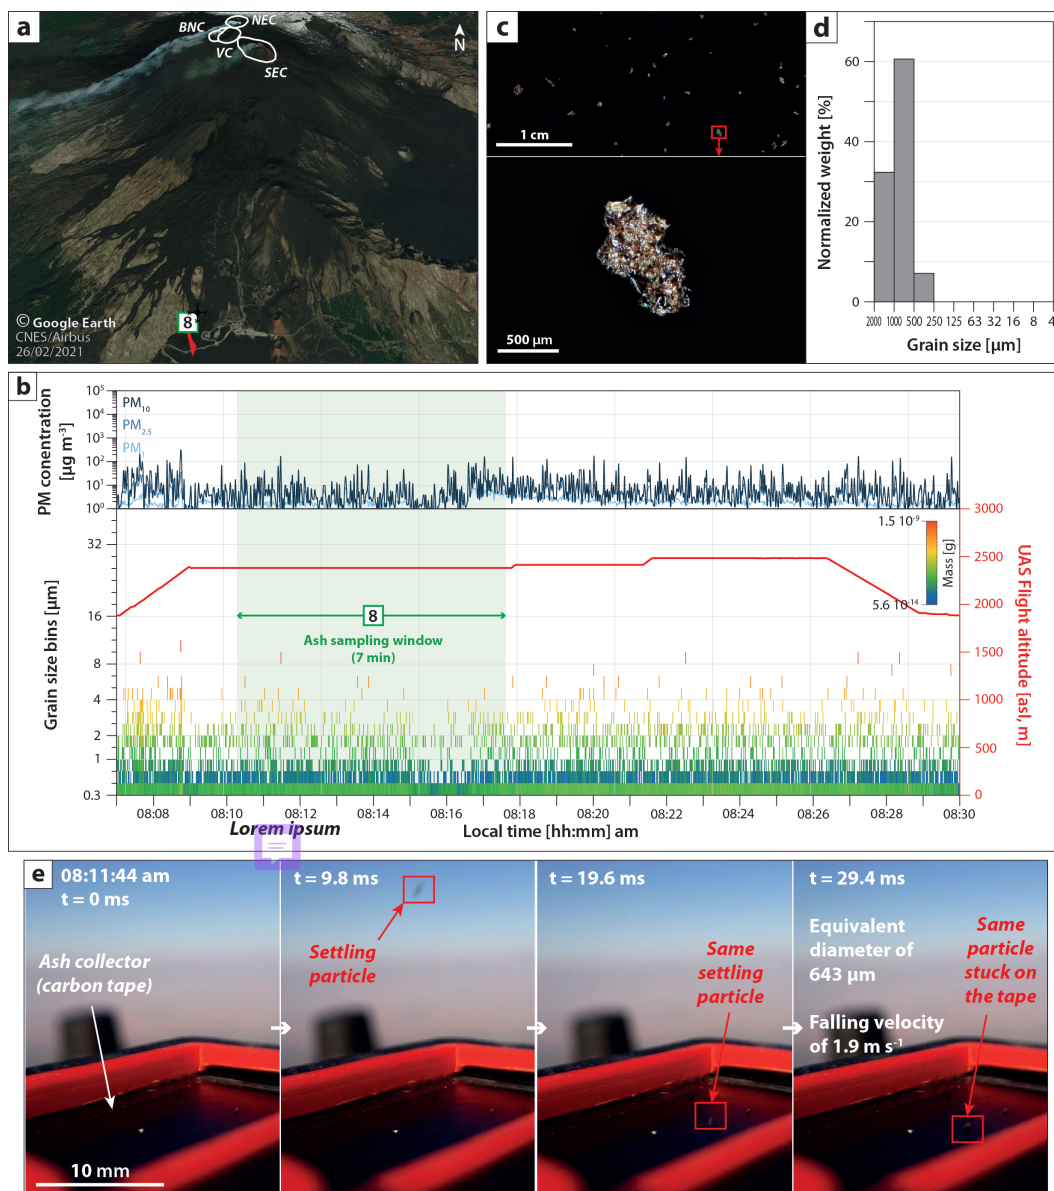 a
BNC
NEC
VC
SEC
N
8
© Google Earth
CNES/Airbus
26/02/2021
c
1 cm
500 µm
d
Normalized weight [%]
60
40
20
0
2000 1000 500 250 125 63 32 16 8 4
Grain size [µm]
b
PM conentration
[µg m-3]
10⁵
10⁴
10³
10²
10¹
10⁰
PM10
PM2.5
PM1
Grain size bins [µm]
32
16
8
4
2
1
0.3
8
Ash sampling window
(7 min)
1.5 10⁻⁹
Mass [g]
5.6 10⁻¹⁴
3000
2500
2000
1500
1000
500
0
UAS Flight altitude [asl, m]
08:08 08:10 08:12 08:14 08:16 08:18 08:20 08:22 08:24 08:26 08:28 08:30
Lorem ipsum
Local time [hh:mm] am
e
08:11:44 am
t = 0 ms
Ash collector
(carbon tape)
10 mm
t = 9.8 ms
Settling
particle
t = 19.6 ms
Same
settling
particle
t = 29.4 ms
Equivalent
diameter of
643 µm
Falling velocity
of 1.9 m s⁻¹
Same
particle
stuck on
the tape